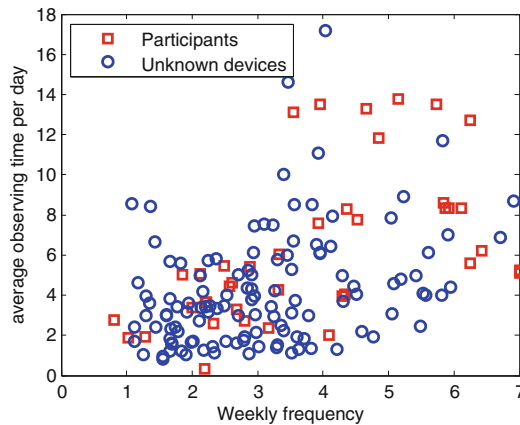 18
16
14
12
10
8
6
4
2
0
average observing time per day
Participants
Unknown devices
0 1 2 3 4 5 6 7
Weekly frequency